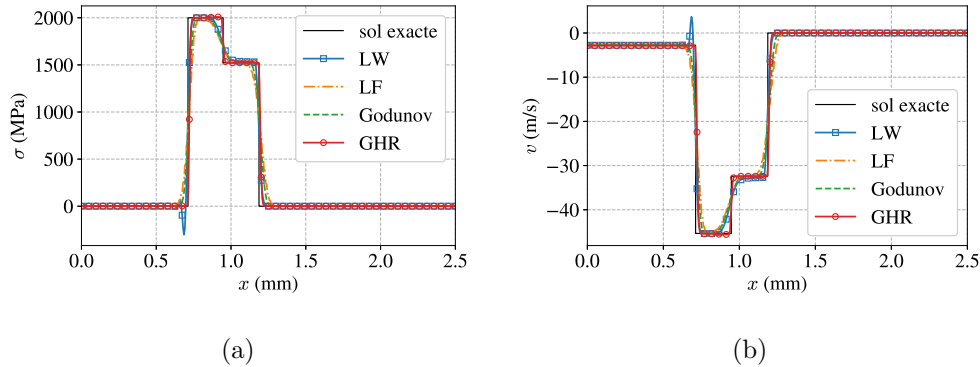 2000
1500
1000
500
0
σ (MPa)
sol exacte
LW
LF
Godunov
GHR
0.0 0.5 1.0 1.5 2.0 2.5
x (mm)
(a)
0
−10
−20
−30
−40
v (m/s)
sol exacte
LW
LF
Godunov
GHR
0.0 0.5 1.0 1.5 2.0 2.5
x (mm)
(b)